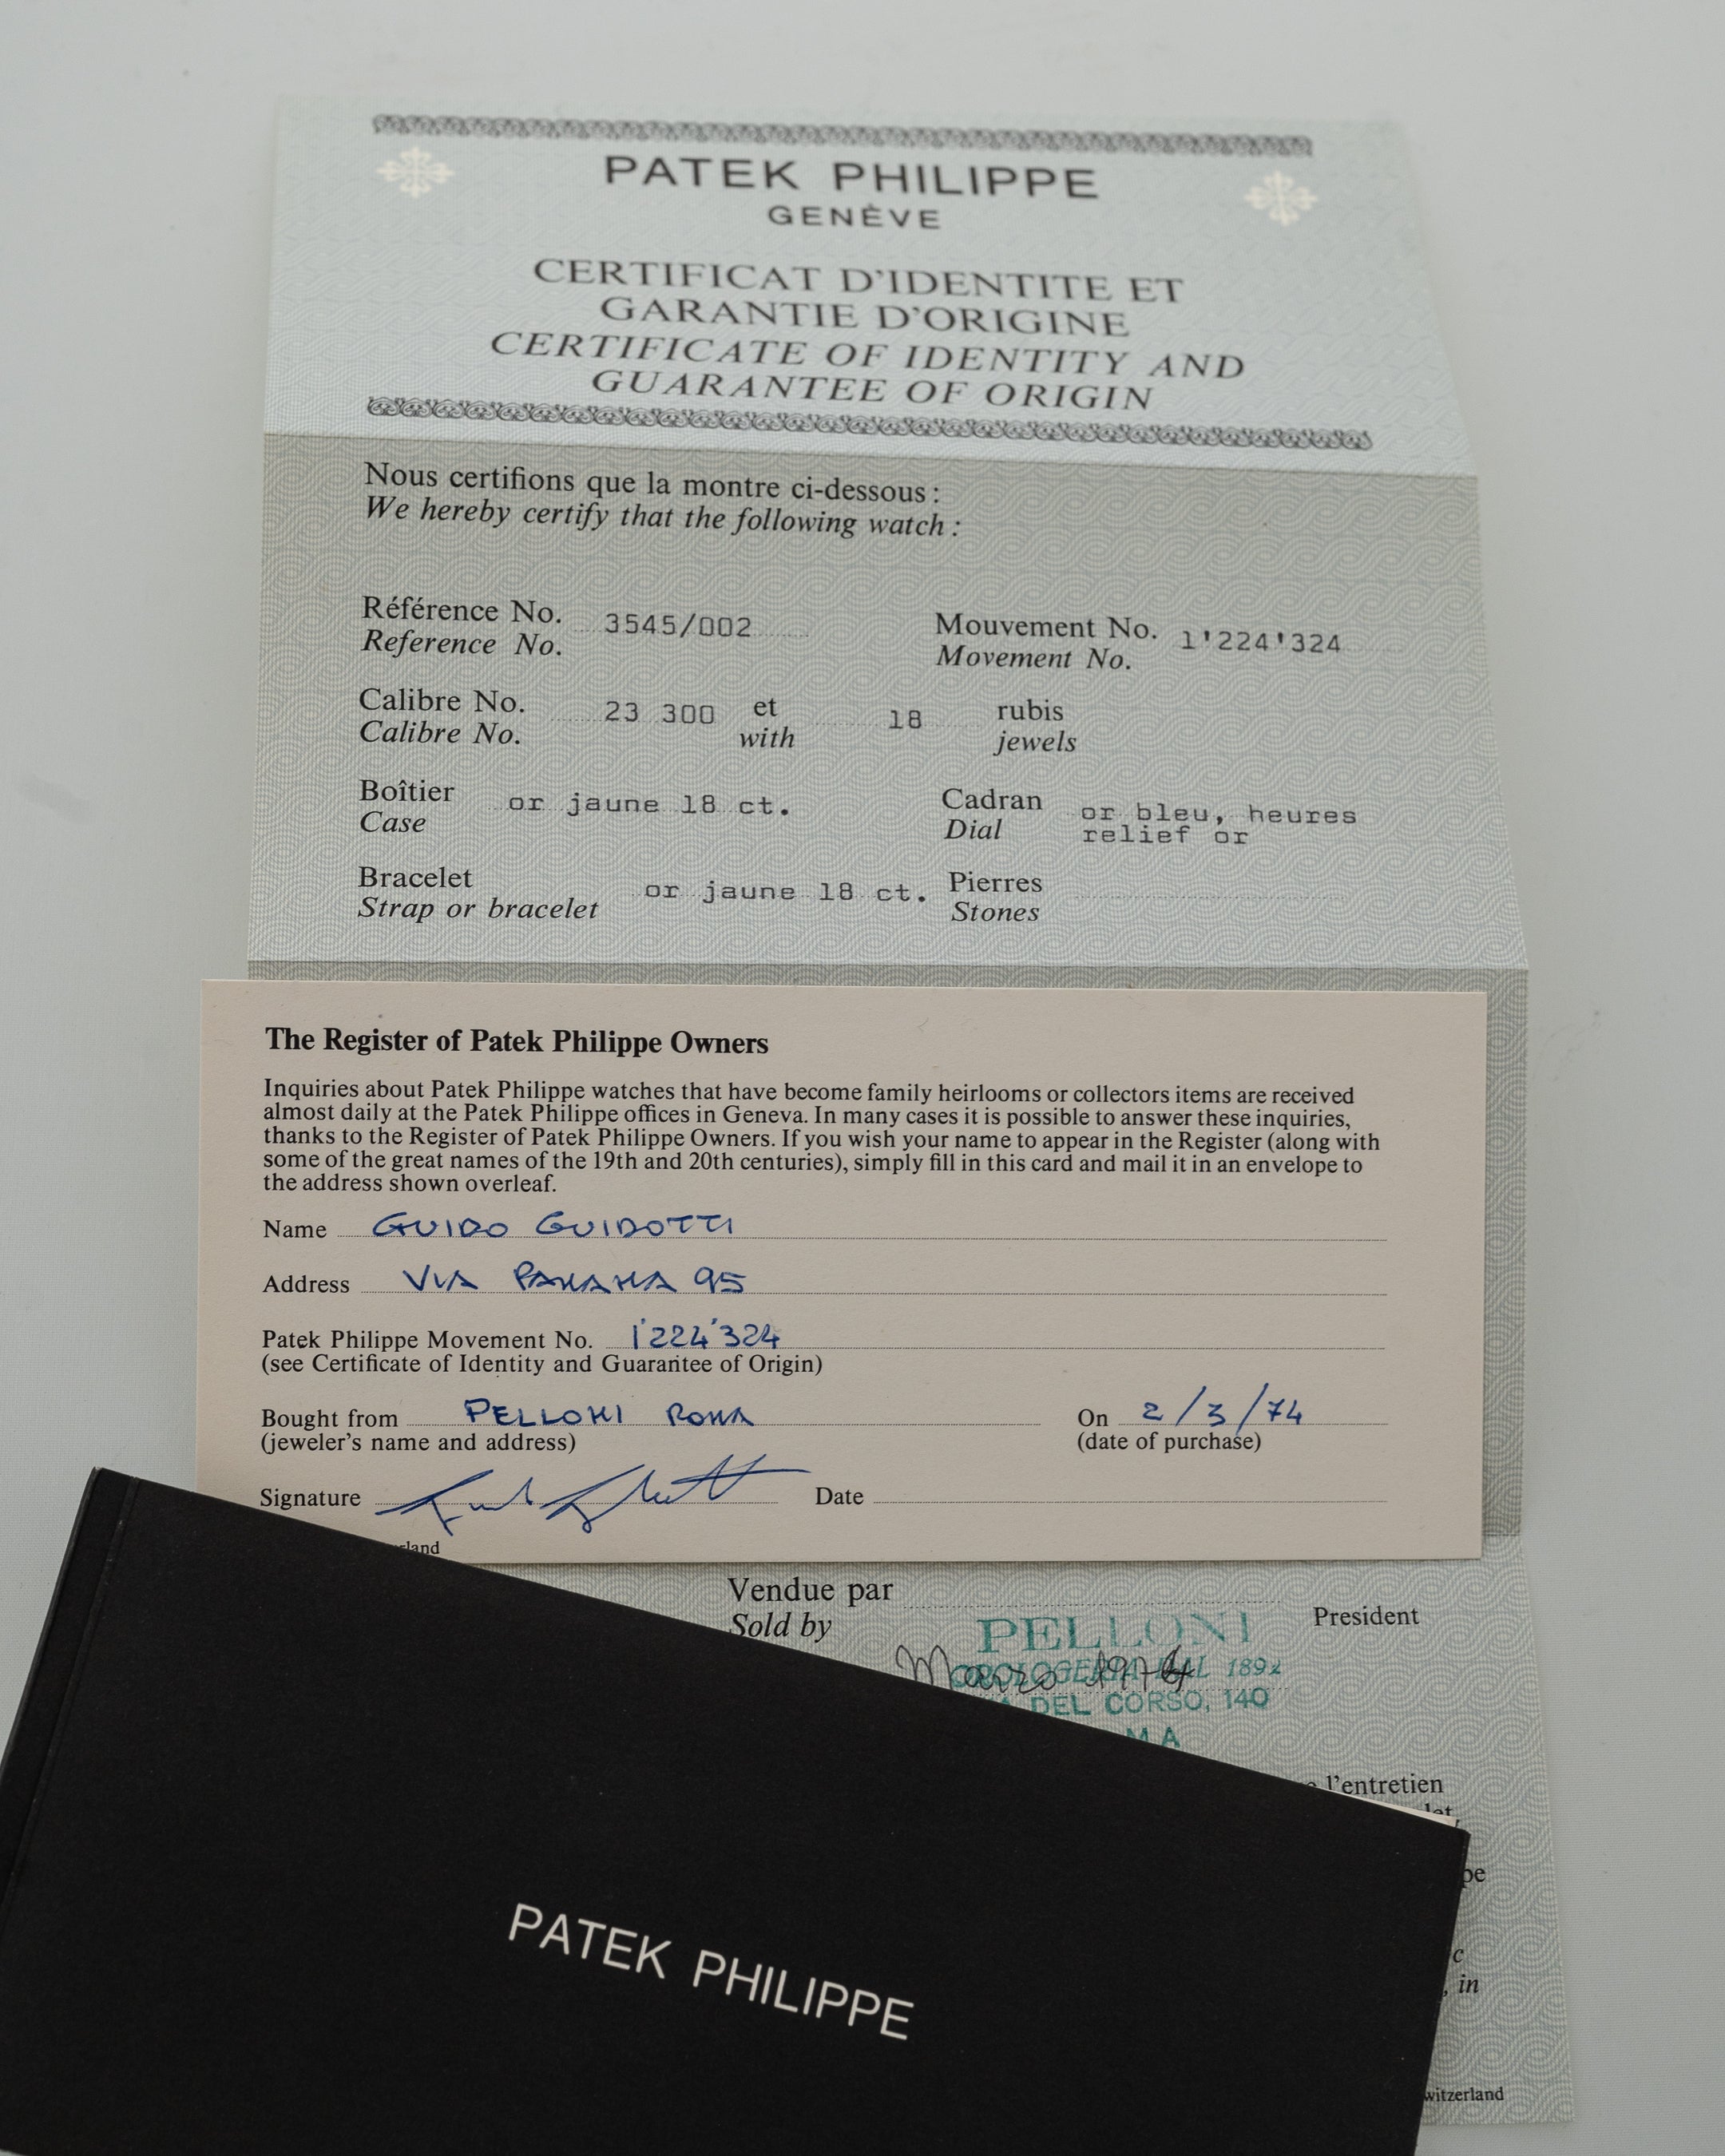 PATEK PHILIPPE
GENÈVE
CERTIFICAT D'IDENTITE ET
GARANTIE D'ORIGINE
CERTIFICATE OF IDENTITY AND
GUARANTEE OF ORIGIN
Nous certifions que la montre ci-dessous :
We hereby certify that the following watch :
Référence No. 3545/002 Mouvement No. 1'224'324
Reference No. Movement No.
Calibre No. 23 300 et 18 rubis
Calibre No. with jewels
Boîtier or jaune 18 ct. Cadran or bleu, heures
Case Dial relief or
Bracelet or jaune 18 ct. Pierres
Strap or bracelet Stones
The Register of Patek Philippe Owners
Inquiries about Patek Philippe watches that have become family heirlooms or collectors items are received
almost daily at the Patek Philippe offices in Geneva. In many cases it is possible to answer these inquiries,
thanks to the Register of Patek Philippe Owners. If you wish your name to appear in the Register (along with
some of the great names of the 19th and 20th centuries), simply fill in this card and mail it in an envelope to
the address shown overleaf.
Name GUIDO GUIDOTTI
Address VIA PANAMA 95
Patek Philippe Movement No. 1'224'324
(see Certificate of Identity and Guarantee of Origin)
Bought from PELLONI ROMA On 2/3/74
(jeweler's name and address) (date of purchase)
Signature Date
Vendue par
Sold by President
PELLONI
Marzo 1974
OROLOGERIA DAL 189
DEL CORSO, 140
l'entretien
in
PATEK PHILIPPE